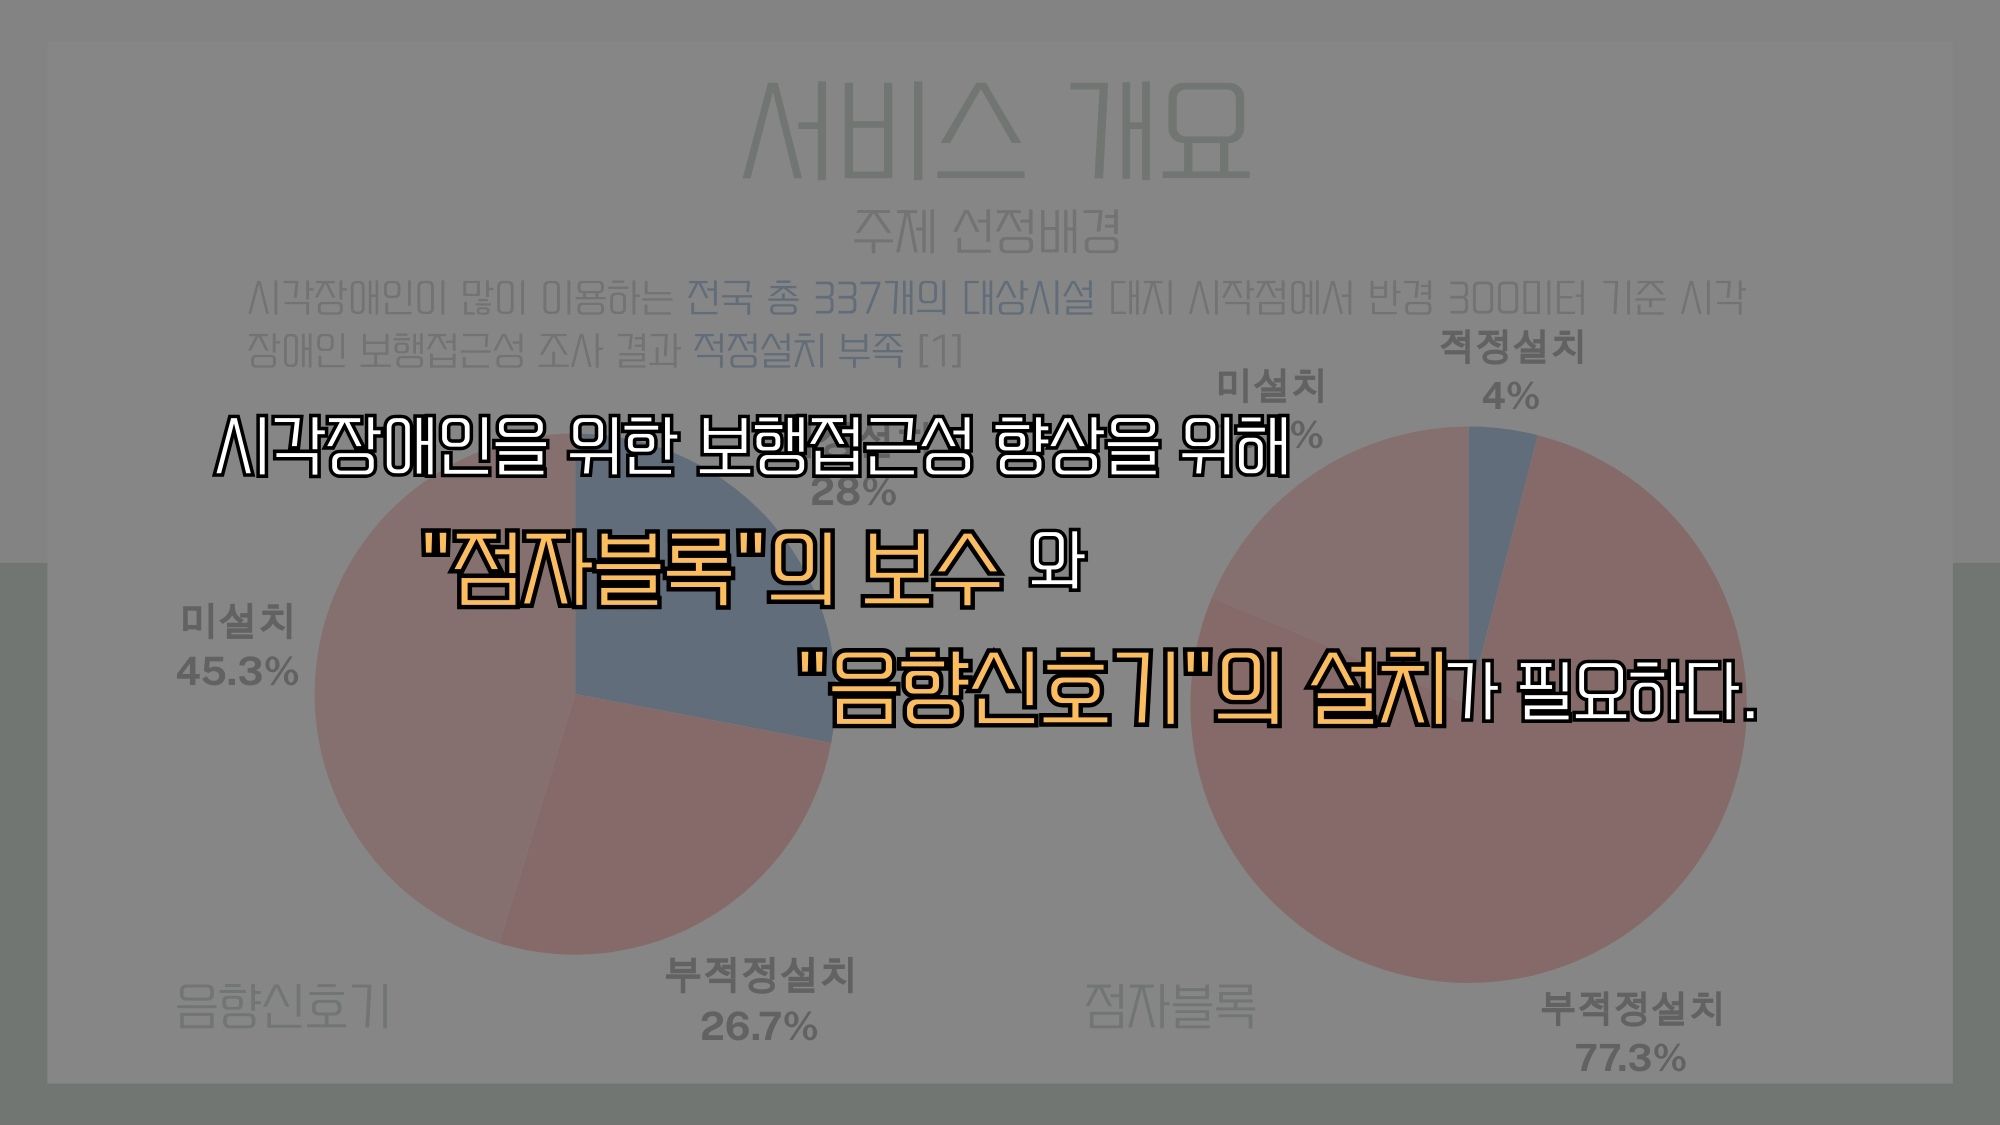 서비스 개요
주제 선정배경
시각장애인이 많이 이용하는 전국 총 337개의 대상시설 대지 시작점에서 반경 300미터 기준 시각
장애인 보행접근성 조사 결과 적정설치 부족 [1]
적정설치
4%
미설치
%
시각장애인을 위한 보행접근성 향상을 위해
28%
"점자블록"의 보수 와
미설치
45.3%
"음향신호기"의 설치가 필요하다.
부적정설치
26.7%
음향신호기
점자블록
부적정설치
77.3%